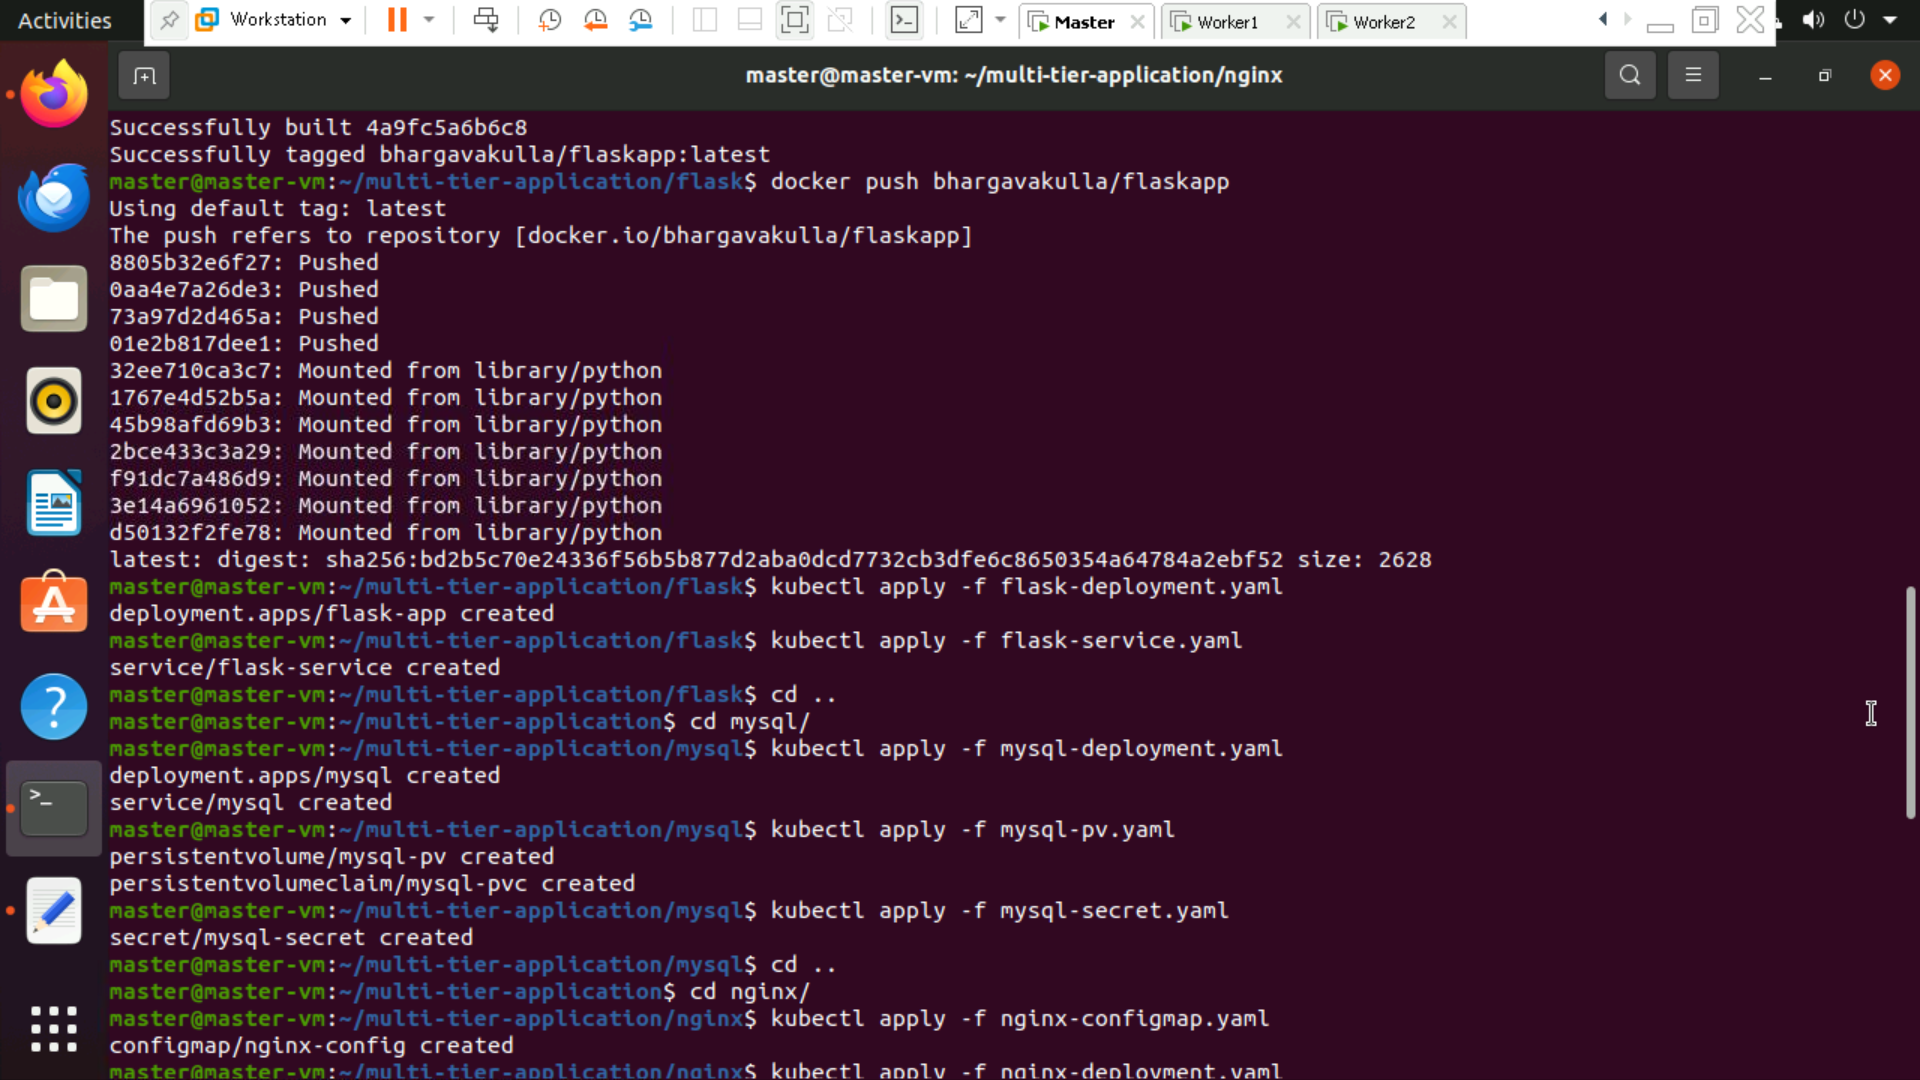 Activities
Workstation
Master
Worker1
Worker2
master@master-vm: ~/multi-tier-application/nginx
Successfully built 4a9fc5a6b6c8
Successfully tagged bhargavakulla/flaskapp:latest
master@master-vm:~/multi-tier-application/flask$ docker push bhargavakulla/flaskapp
Using default tag: latest
The push refers to repository [docker.io/bhargavakulla/flaskapp]
8805b32e6f27: Pushed
0aa4e7a26de3: Pushed
73a97d2d465a: Pushed
01e2b817dee1: Pushed
32ee710ca3c7: Mounted from library/python
1767e4d52b5a: Mounted from library/python
45b98afd69b3: Mounted from library/python
2bce433c3a29: Mounted from library/python
f91dc7a486d9: Mounted from library/python
3e14a6961052: Mounted from library/python
d50132f2fe78: Mounted from library/python
latest: digest: sha256:bd2b5c70e24336f56b5b877d2aba0dcd7732cb3dfe6c8650354a64784a2ebf52 size: 2628
master@master-vm:~/multi-tier-application/flask$ kubectl apply -f flask-deployment.yaml
deployment.apps/flask-app created
master@master-vm:~/multi-tier-application/flask$ kubectl apply -f flask-service.yaml
service/flask-service created
master@master-vm:~/multi-tier-application/flask$ cd ..
master@master-vm:~/multi-tier-application$ cd mysql/
master@master-vm:~/multi-tier-application/mysql$ kubectl apply -f mysql-deployment.yaml
deployment.apps/mysql created
service/mysql created
master@master-vm:~/multi-tier-application/mysql$ kubectl apply -f mysql-pv.yaml
persistentvolume/mysql-pv created
persistentvolumeclaim/mysql-pvc created
master@master-vm:~/multi-tier-application/mysql$ kubectl apply -f mysql-secret.yaml
secret/mysql-secret created
master@master-vm:~/multi-tier-application/mysql$ cd ..
master@master-vm:~/multi-tier-application$ cd nginx/
master@master-vm:~/multi-tier-application/nginx$ kubectl apply -f nginx-configmap.yaml
configmap/nginx-config created
master@master-vm:~/multi-tier-application/nginx$ kubectl apply -f nginx-deployment.yaml